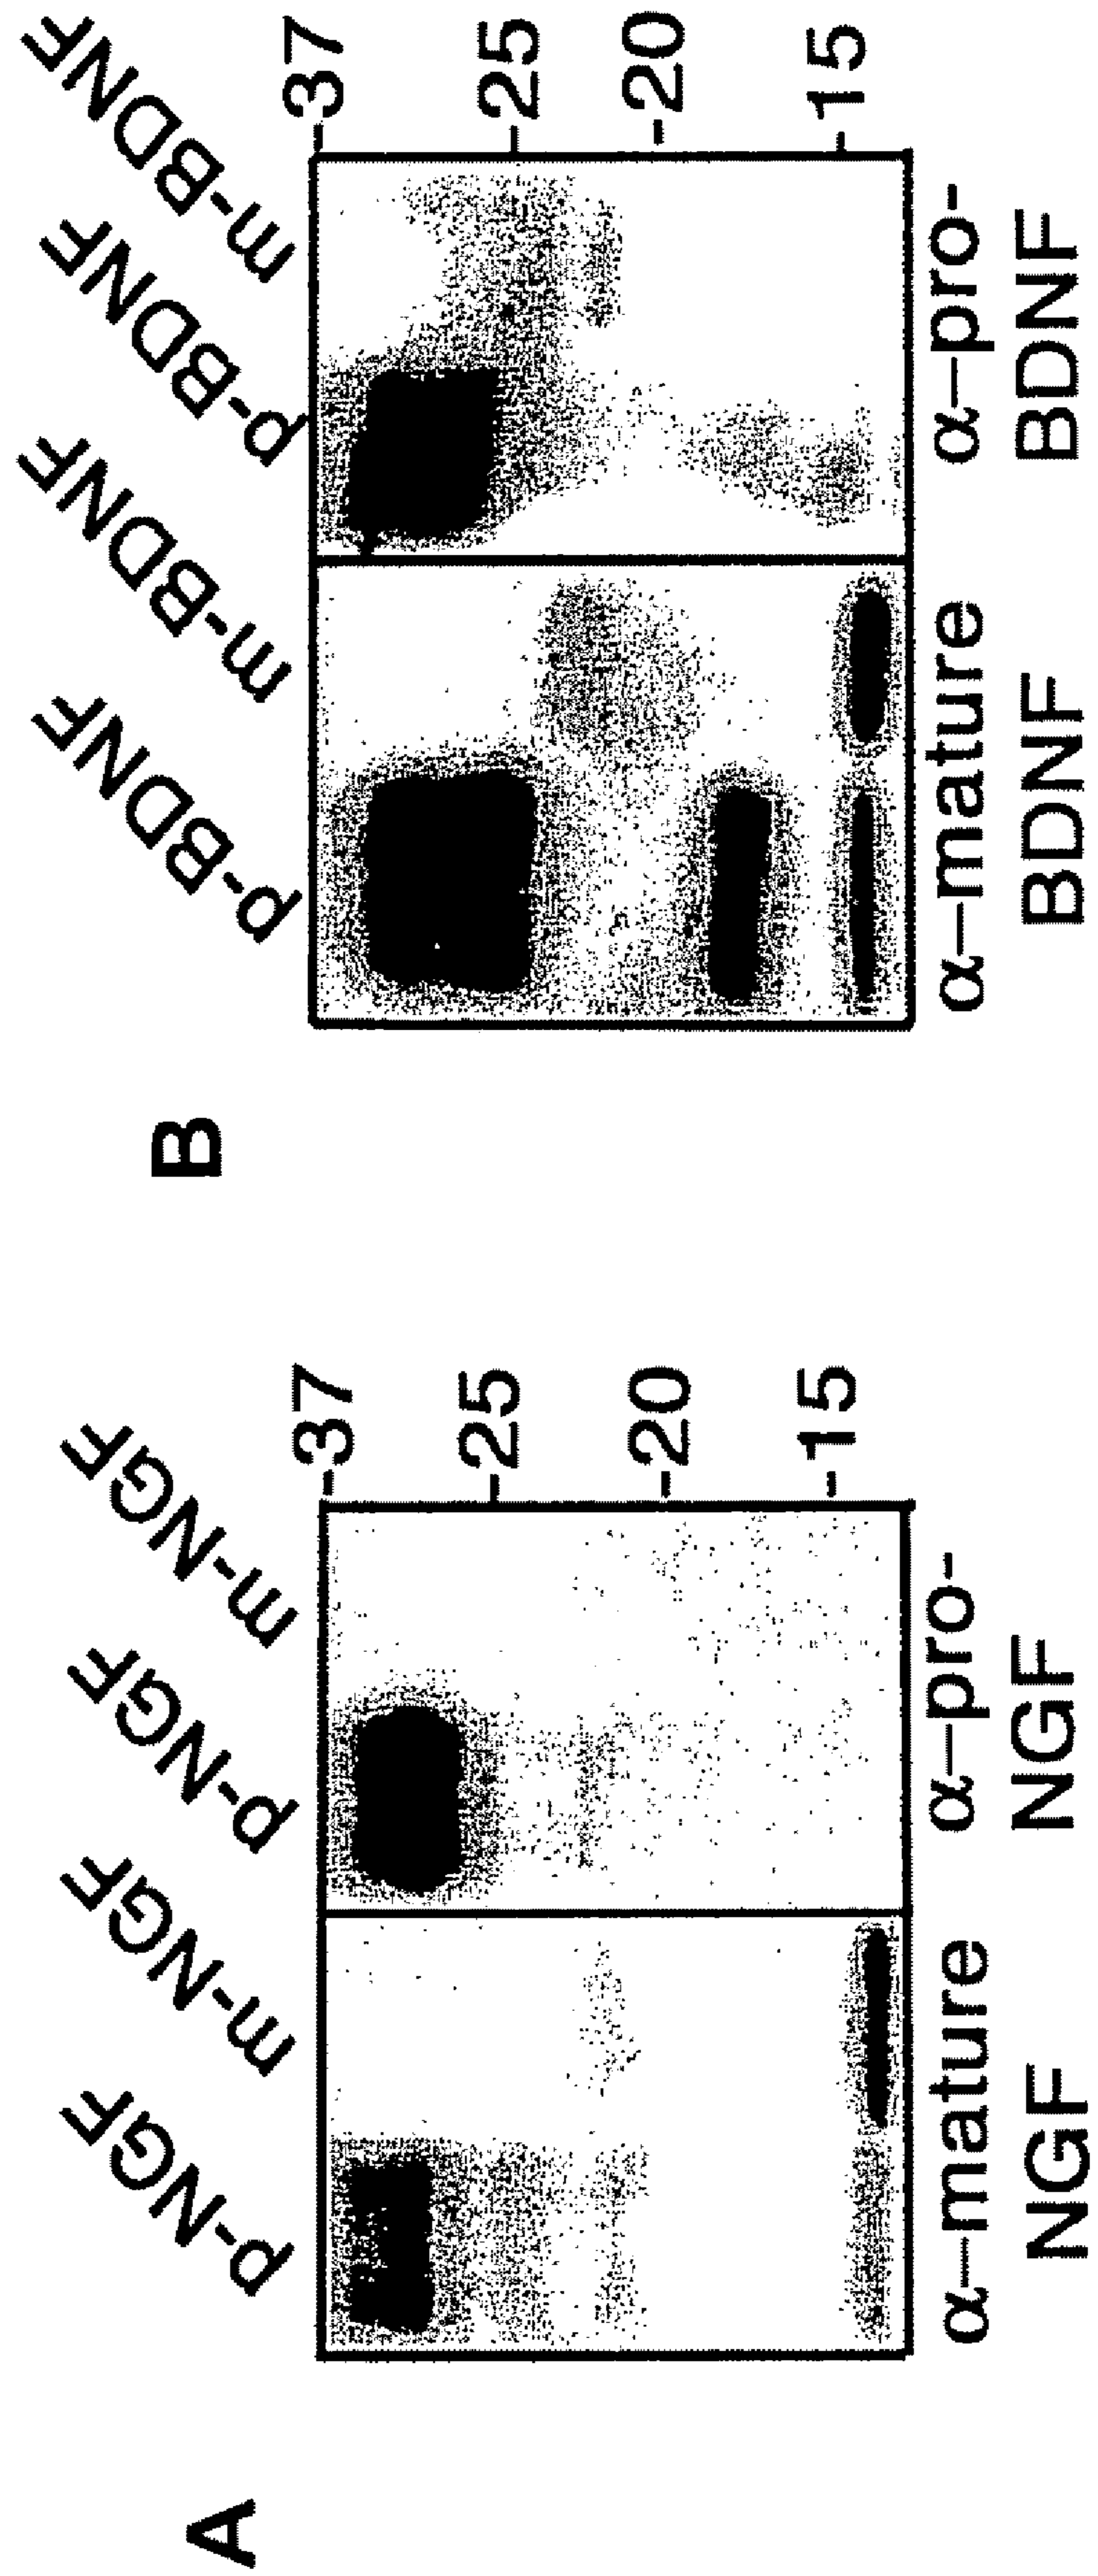 A
p-NGF
m-NGF
p-NGF
m-NGF
-37
-25
-20
-15
α-mature
NGF
α-pro-
NGF
B
p-BDNF
m-BDNF
p-BDNF
m-BDNF
-37
-25
-20
-15
α-mature
BDNF
α-pro-
BDNF